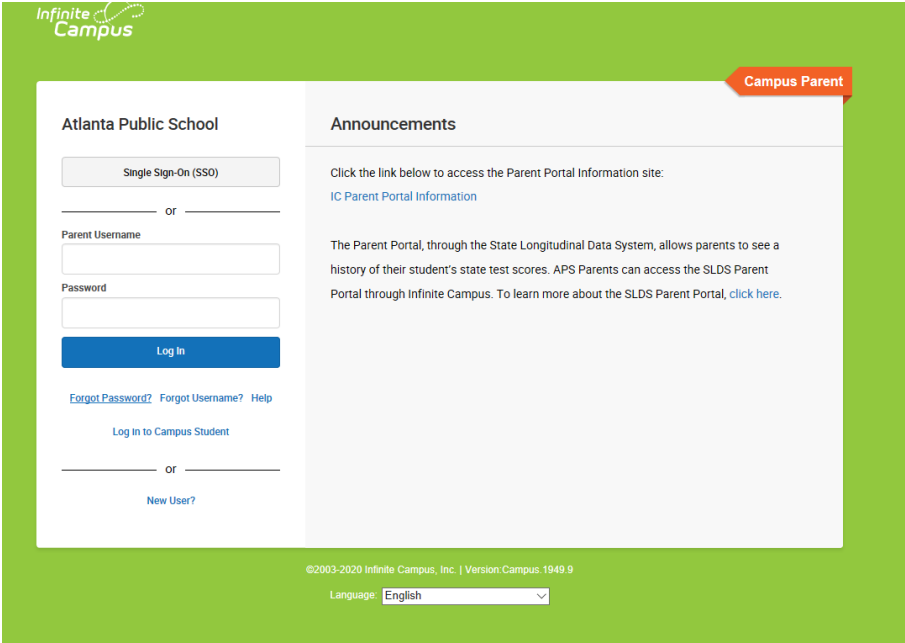 Infinite
Campus
Campus Parent
Atlanta Public School
Single Sign-On (SSO)
or
Parent Username
Password
Log In
Forgot Password? Forgot Username? Help
Log in to Campus Student
or
New User?
Announcements
Click the link below to access the Parent Portal Information site:
IC Parent Portal Information
The Parent Portal, through the State Longitudinal Data System, allows parents to see a
history of their student's state test scores. APS Parents can access the SLDS Parent
Portal through Infinite Campus. To learn more about the SLDS Parent Portal, click here.
©2003-2020 Infinite Campus, Inc. | Version:Campus.1949.9
Language: English